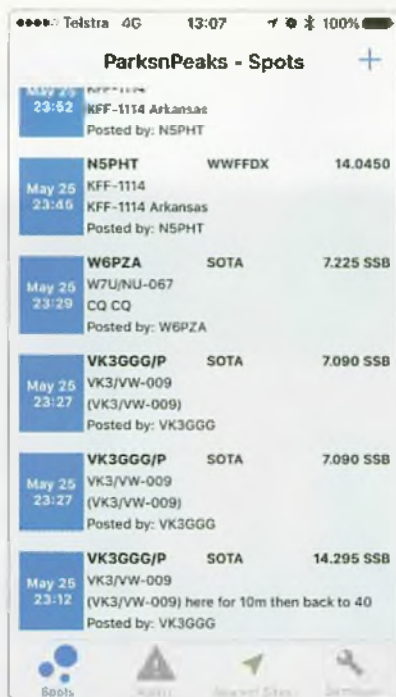 Telstra 4G 13:07 100%
ParksnPeaks - Spots +
May 25
23:52
KFF-1114
KFF-1114 Arkansas
Posted by: N5PHT
May 25
23:46
N5PHT WWFFDX 14.0450
KFF-1114
KFF-1114 Arkansas
Posted by: N5PHT
May 25
23:29
W6PZA SOTA 7.225 SSB
W7U/NU-067
CQ CQ
Posted by: W6PZA
May 25
23:27
VK3GGG/P SOTA 7.090 SSB
VK3/VW-009
(VK3/VW-009)
Posted by: VK3GGG
May 25
23:27
VK3GGG/P SOTA 7.090 SSB
VK3/VW-009
(VK3/VW-009)
Posted by: VK3GGG
May 25
23:12
VK3GGG/P SOTA 14.295 SSB
VK3/VW-009
(VK3/VW-009) here for 10m then back to 40
Posted by: VK3GGG
Spots